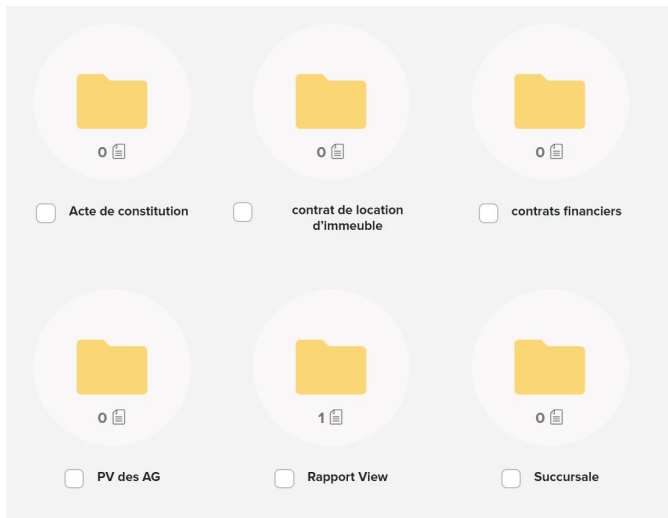 0
0
0
Acte de constitution
contrat de location
d'immeuble
contrats financiers
0
1
0
PV des AG
Rapport View
Succursale